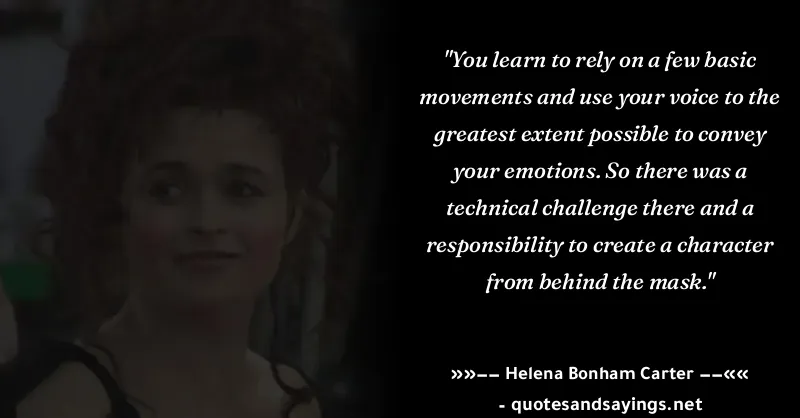 "You learn to rely on a few basic
movements and use your voice to the
greatest extent possible to convey
your emotions. So there was a
technical challenge there and a
responsibility to create a character
from behind the mask."
»»–– Helena Bonham Carter ––««
- quotesandsayings.net